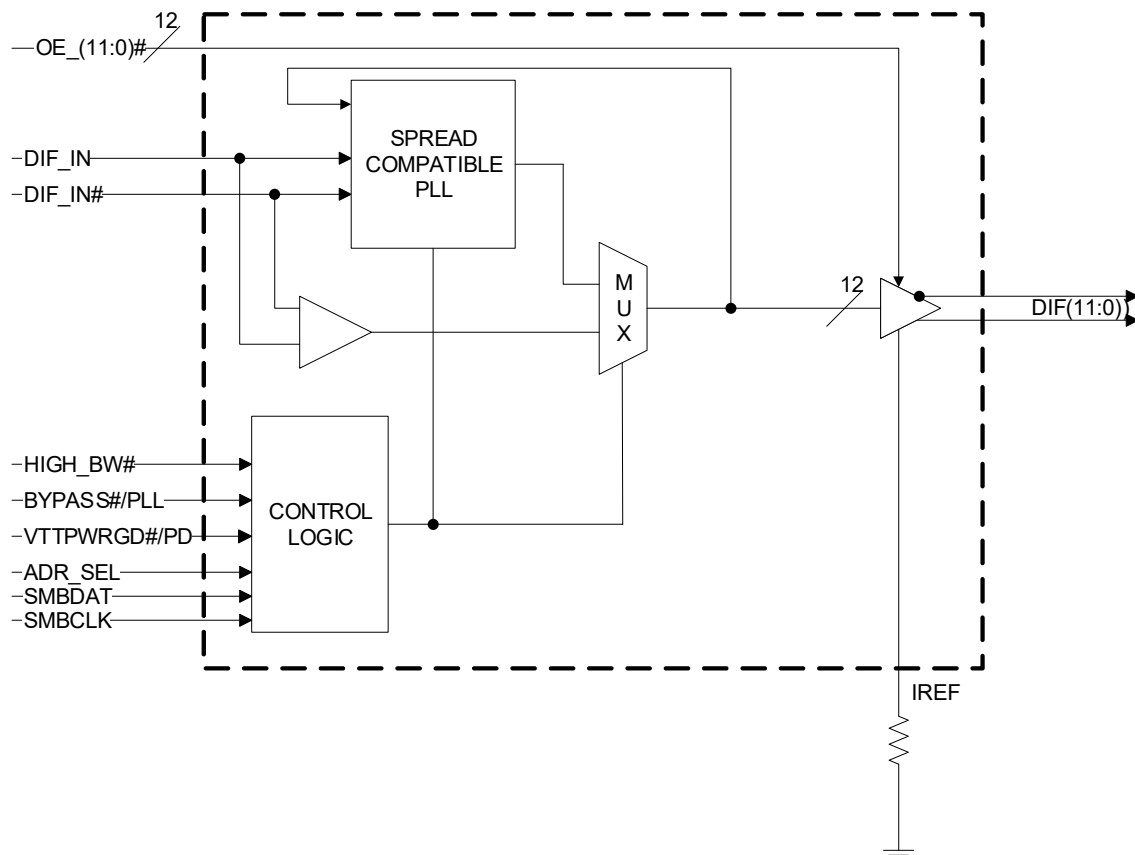 12
OE_(11:0)#
SPREAD
COMPATIBLE
PLL
DIF_IN
DIF_IN#
M
U
X
12
DIF(11:0))
HIGH_BW#
BYPASS#/PLL
VTTPWRGD#/PD
ADR_SEL
SMBDAT
SMBCLK
CONTROL
LOGIC
IREF